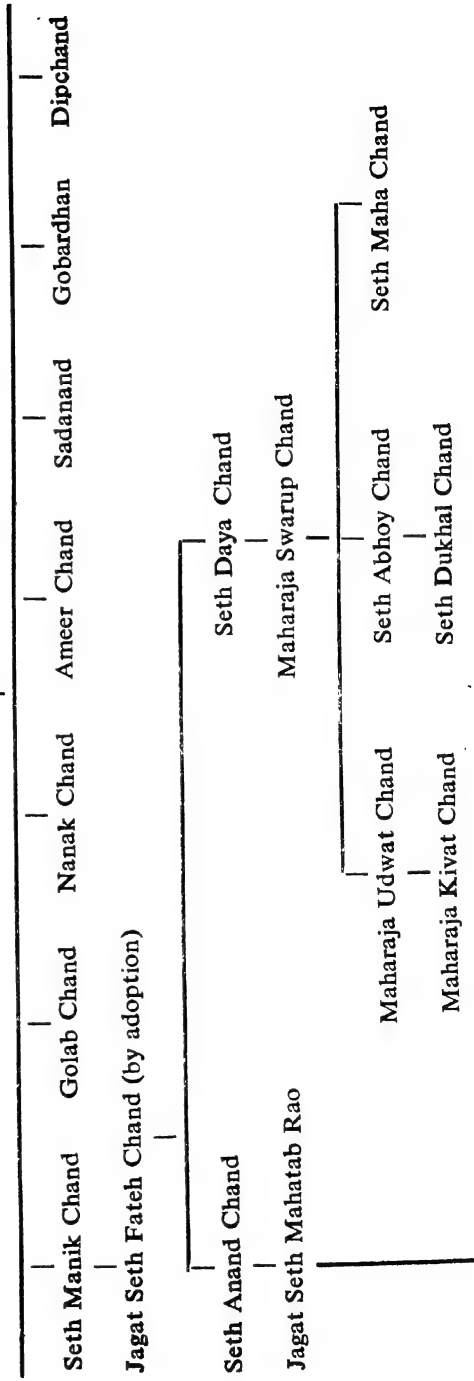 Seth Manik Chand Golab Chand Nanak Chand Ameer Chand Sadanand Gobardhan Dipchand
Jagat Seth Fateh Chand (by adoption)
Seth Anand Chand Seth Daya Chand
Jagat Seth Mahatab Rao Maharaja Swarup Chand
Maharaja Udwat Chand Seth Abhoy Chand Seth Maha Chand
Maharaja Kivat Chand Seth Dukhal Chand